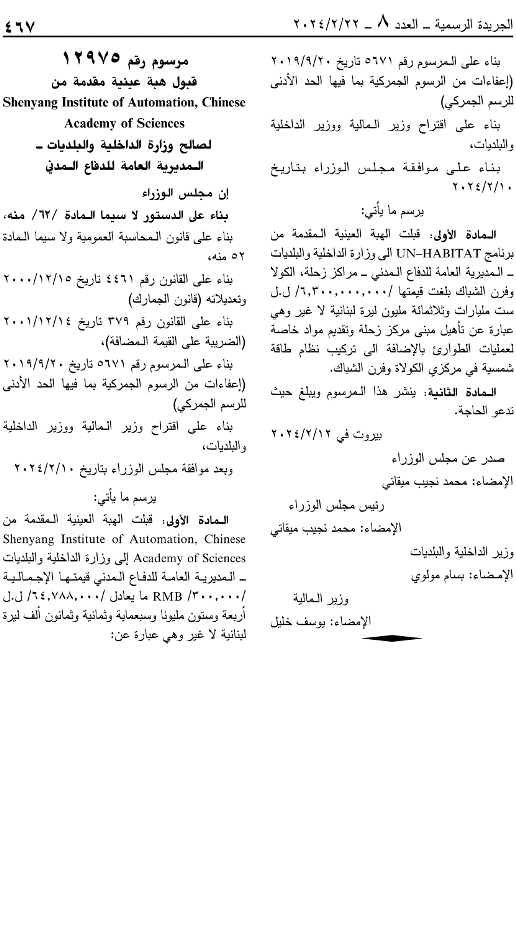 الجريدة الرسمية – العدد ٨ – ٢٠٢٤/٢/٢٢
٤٦٧
بناء على المرسوم رقم ٥٦٧١ تاريخ ٢٠١٩/٩/٢٠
(إعفاءات من الرسوم الجمركية بما فيها الحد الأدنى
للرسم الجمركي)
بناء على اقتراح وزير المالية ووزير الداخلية
والبلديات،
بناء على موافقة مجلس الوزراء بتاريخ
٢٠٢٤/٢/١٠
يرسم ما يأتي:
المادة الأولى: قبلت الهبة العينية المقدمة من
برنامج UN–HABITAT الى وزارة الداخلية والبلديات
– المديرية العامة للدفاع المدني – مراكز زحلة، الكولا
وفرن الشباك بلغت قيمتها /٦,٣٠٠,٠٠٠,٠٠٠/ ل.ل
ست مليارات وثلاثمائة مليون ليرة لبنانية لا غير وهي
عبارة عن تأهيل مبنى مركز زحلة وتقديم مواد خاصة
لعمليات الطوارئ بالإضافة الى تركيب نظام طاقة
شمسية في مركزي الكولاة وفرن الشباك.
المادة الثانية: ينشر هذا المرسوم ويبلغ حيث
تدعو الحاجة.
بيروت في ٢٠٢٤/٢/١٢
صدر عن مجلس الوزراء
الإمضاء: محمد نجيب ميقاتي
رئيس مجلس الوزراء
الإمضاء: محمد نجيب ميقاتي
وزير الداخلية والبلديات
الإمضاء: بسام مولوي
وزير المالية
الإمضاء: يوسف خليل
مرسوم رقم ١٢٩٧٥
قبول هبة عينية مقدمة من
Shenyang Institute of Automation, Chinese
Academy of Sciences
لصالح وزارة الداخلية والبلديات –
المديرية العامة للدفاع المدني
إن مجلس الوزراء
بناء على الدستور لا سيما المادة /٦٢/ منه،
بناء على قانون المحاسبة العمومية ولا سيما المادة
٥٢ منه،
بناء على القانون رقم ٤٤٦١ تاريخ ٢٠٠٠/١٢/١٥
وتعديلاته (قانون الجمارك)
بناء على القانون رقم ٣٧٩ تاريخ ٢٠٠١/١٢/١٤
(الضريبة على القيمة المضافة)،
بناء على المرسوم رقم ٥٦٧١ تاريخ ٢٠١٩/٩/٢٠
(إعفاءات من الرسوم الجمركية بما فيها الحد الأدنى
للرسم الجمركي)
بناء على اقتراح وزير المالية ووزير الداخلية
والبلديات،
وبعد موافقة مجلس الوزراء بتاريخ ٢٠٢٤/٢/١٠
يرسم ما يأتي:
المادة الأولى: قبلت الهبة العينية المقدمة من
Shenyang Institute of Automation, Chinese
Academy of Sciences إلى وزارة الداخلية والبلديات
– المديرية العامة للدفاع المدني قيمتها الإجمالية
/٣٠٠,٠٠٠/ RMB ما يعادل /٦٤,٧٨٨,٠٠٠/ ل.ل
أربعة وستون مليونا وسبعماية وثمانية وثمانون ألف ليرة
لبنانية لا غير وهي عبارة عن: